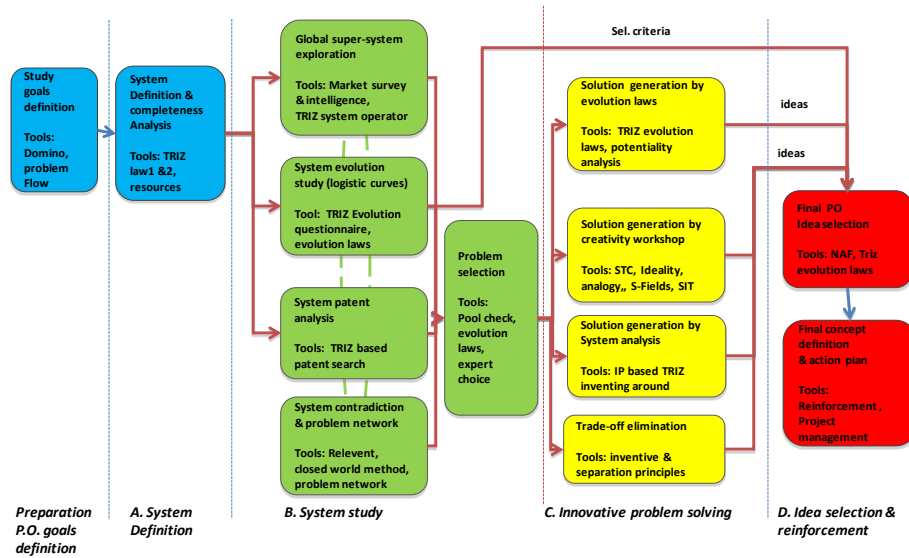 Study
goals
definition
Tools:
Domino,
problem
Flow
System
Definition &
completeness
Analysis
Tools: TRIZ
law1 &2,
resources
Global super-system
exploration
Tools: Market survey
& intelligence,
TRIZ system operator
System evolution
study (logistic curves)
Tool: TRIZ Evolution
questionnaire,
evolution laws
System patent
analysis
Tools: TRIZ based
patent search
System contradiction
& problem network
Tools: Relevent,
closed world method,
problem network
Problem
selection
Tools:
Pool check,
evolution
laws,
expert
choice
Sel. criteria
Solution generation by
evolution laws
Tools: TRIZ evolution
laws, potentiality
analysis
Solution generation by
creativity workshop
Tools: STC, Ideality,
analogy,, S-Fields, SIT
Solution generation by
System analysis
Tools: IP based TRIZ
inventing around
Trade-off elimination
Tools: inventive &
separation principles
ideas
ideas
Final PO
Idea selection
Tools: NAF, Triz
evolution laws
Final concept
definition
& action plan
Tools:
Reinforcement ,
Project
management
Preparation
P.O. goals
definition
A. System
Definition
B. System study
C. Innovative problem solving
D. Idea selection &
reinforcement